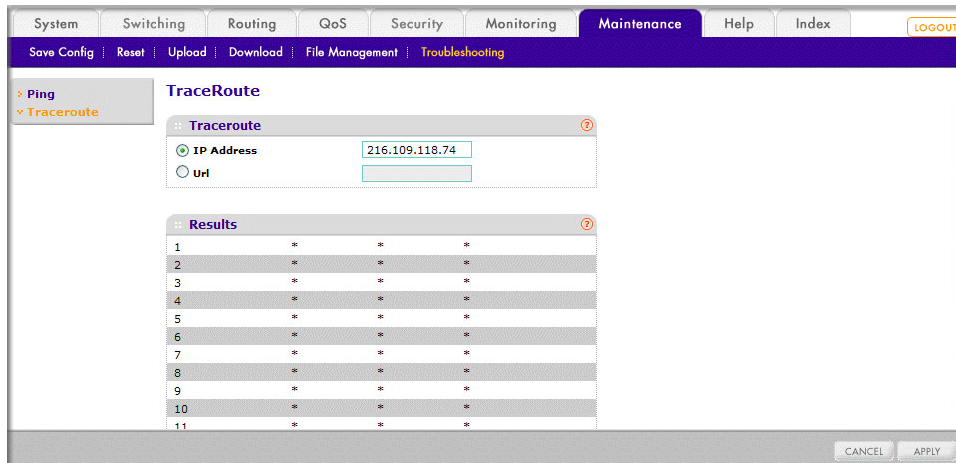 System Switching Routing QoS Security Monitoring Maintenance Help Index LOGOUT
Save Config Reset Upload Download File Management Troubleshooting
Ping
Traceroute
TraceRoute
Traceroute
IP Address 216.109.118.74
Url
Results
1 * * *
2 * * *
3 * * *
4 * * *
5 * * *
6 * * *
7 * * *
8 * * *
9 * * *
10 * * *
11 * * *
CANCEL APPLY